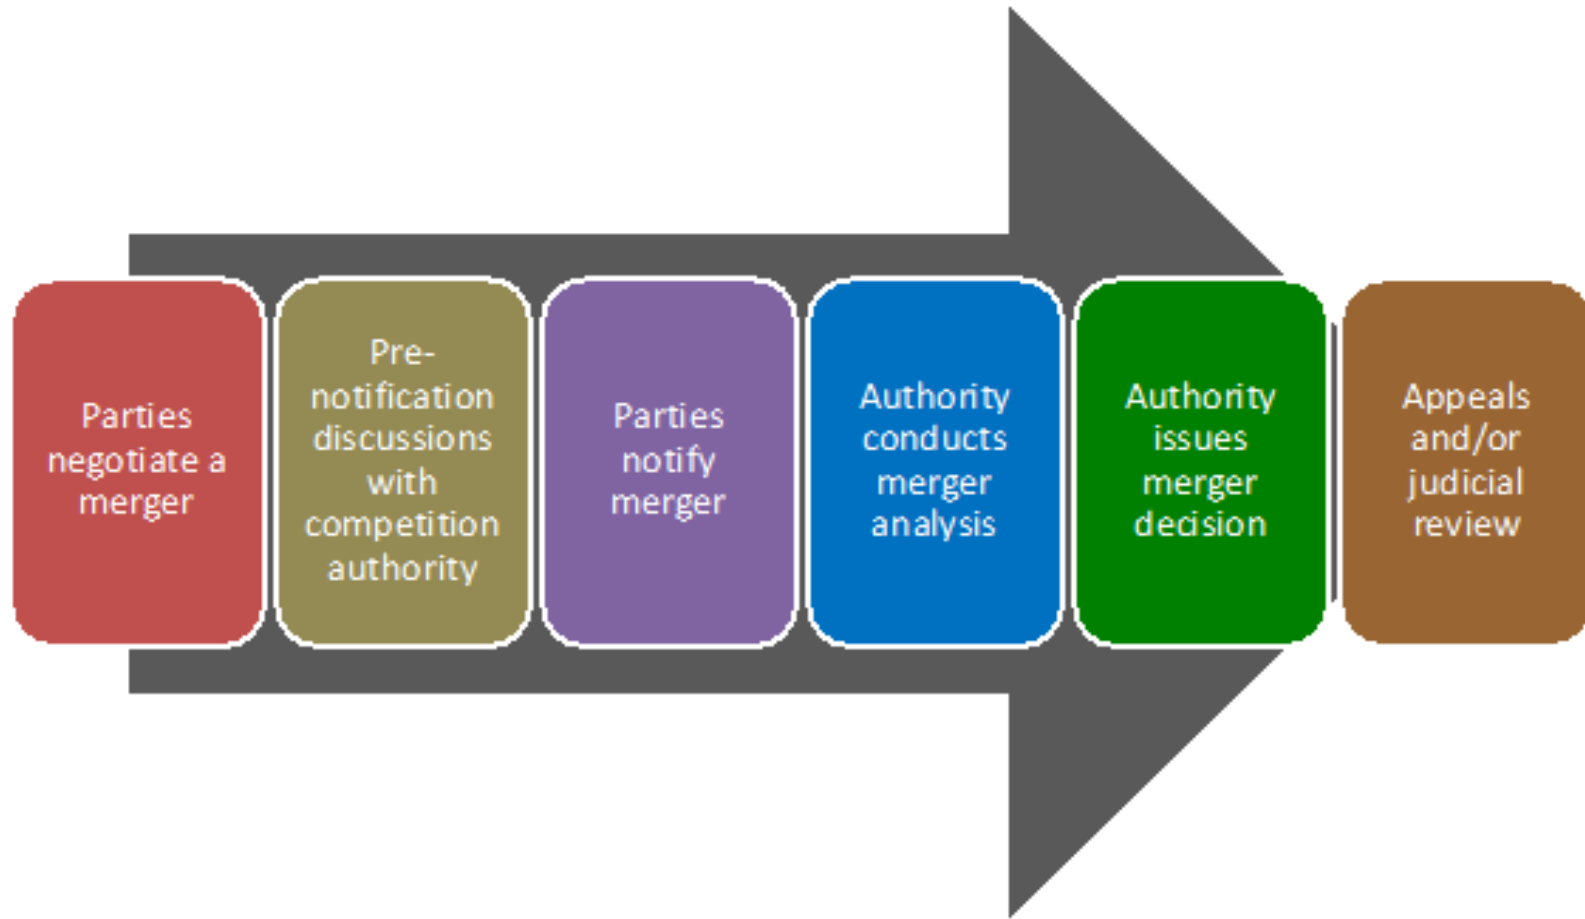 Parties
negotiate a
merger
Pre-
notification
discussions
with
competition
authority
Parties
notify
merger
Authority
conducts
merger
analysis
Authority
issues
merger
decision
Appeals
and/or
judicial
review